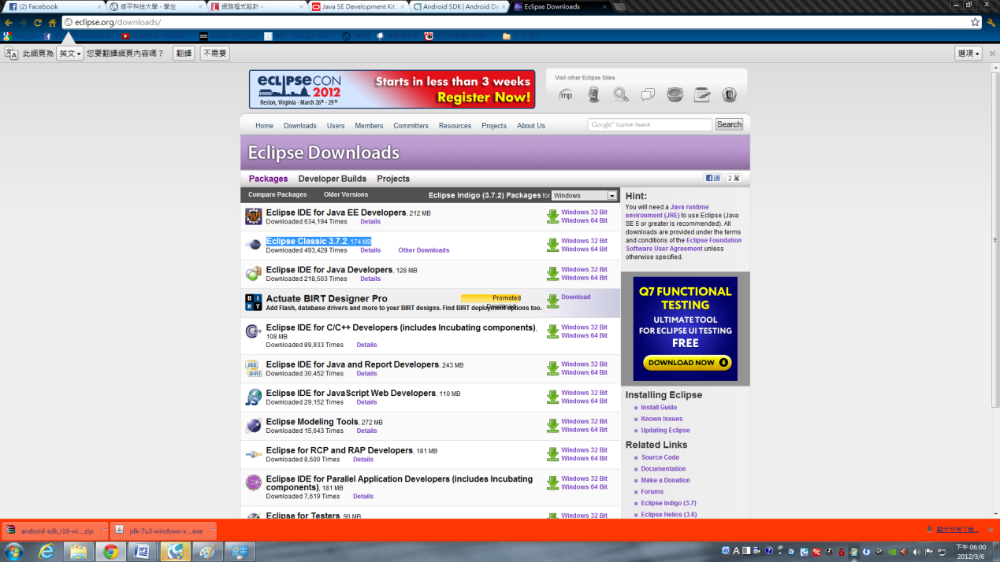 (2) Facebook
修平科技大學 - 學生
網路程式設計 -
Java SE Development Kit
Android SDK | Android De
Eclipse Downloads
eclipse.org/downloads/
此網頁為 英文 您要翻譯網頁內容嗎？ 翻譯 不需要 選項
eclipseCON 2012
Reston, Virginia - March 26th - 29th
Starts in less than 3 weeks
Register Now!
Visit other Eclipse Sites
Home Downloads Users Members Committers Resources Projects About Us
Google™ Custom Search Search
Eclipse Downloads
Packages Developer Builds Projects
讚 2
Compare Packages Older Versions Eclipse Indigo (3.7.2) Packages for Windows
Eclipse IDE for Java EE Developers, 212 MB
Downloaded 634,194 Times Details
Windows 32 Bit
Windows 64 Bit
Eclipse Classic 3.7.2, 174 MB
Downloaded 493,428 Times Details Other Downloads
Windows 32 Bit
Windows 64 Bit
Eclipse IDE for Java Developers, 128 MB
Downloaded 218,503 Times Details
Windows 32 Bit
Windows 64 Bit
BIRT
Actuate BIRT Designer Pro
Promoted Download
Add Flash, database drivers and more to your BIRT designs. Find BIRT deployment options too.
Download
Eclipse IDE for C/C++ Developers (includes Incubating components),
108 MB
Downloaded 89,933 Times Details
Windows 32 Bit
Windows 64 Bit
Eclipse IDE for Java and Report Developers, 243 MB
Downloaded 30,452 Times Details
Windows 32 Bit
Windows 64 Bit
Eclipse IDE for JavaScript Web Developers, 110 MB
Downloaded 29,152 Times Details
Windows 32 Bit
Windows 64 Bit
Eclipse Modeling Tools, 272 MB
Downloaded 15,643 Times Details
Windows 32 Bit
Windows 64 Bit
Eclipse for RCP and RAP Developers, 181 MB
Downloaded 8,600 Times Details
Windows 32 Bit
Windows 64 Bit
Eclipse IDE for Parallel Application Developers (includes Incubating
components), 181 MB
Downloaded 7,619 Times Details
Windows 32 Bit
Windows 64 Bit
Eclipse for Testers, 90 MB
Windows 32 Bit
Hint:
You will need a Java runtime
environment (JRE) to use Eclipse (Java
SE 5 or greater is recommended). All
downloads are provided under the terms
and conditions of the Eclipse Foundation
Software User Agreement unless
otherwise specified.
Q7 FUNCTIONAL
TESTING
ULTIMATE TOOL
FOR ECLIPSE UI TESTING
FREE
DOWNLOAD NOW
Installing Eclipse
Install Guide
Known Issues
Updating Eclipse
Related Links
Source Code
Documentation
Make a Donation
Forums
Eclipse Indigo (3.7)
Eclipse Helios (3.6)
android-sdk_r16-wi....zip
jdk-7u3-windows-x....exe
顯示所有下載...
下午 06:00
2012/3/6